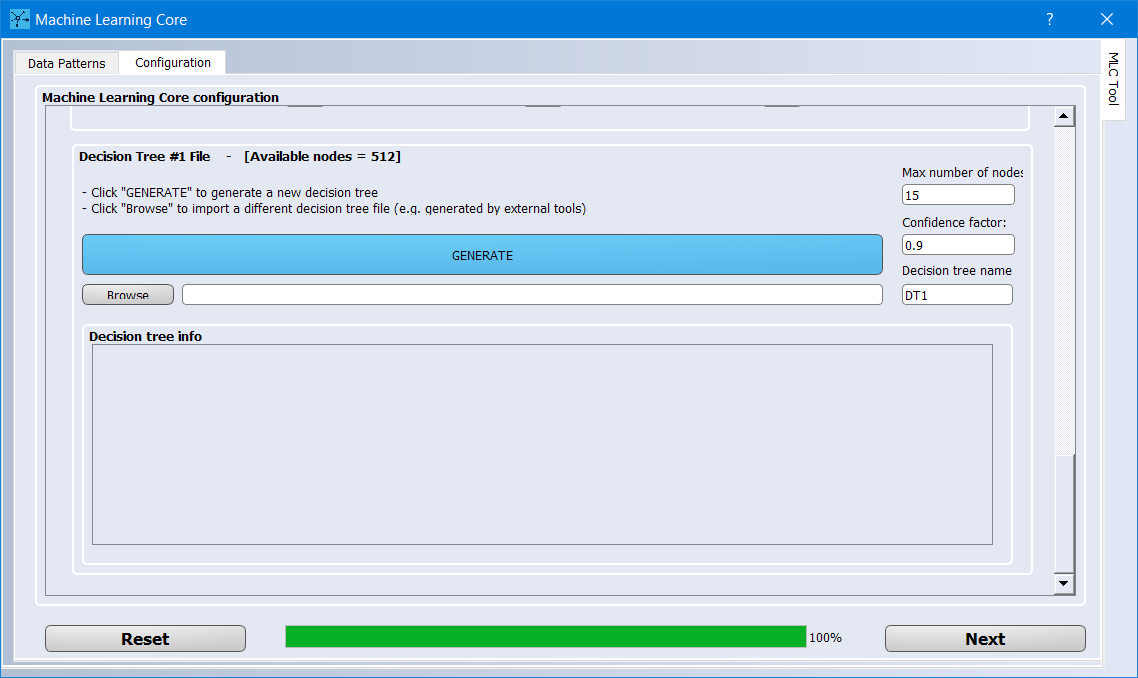 Machine Learning Core
?
Data Patterns
Configuration
MLC Tool
Machine Learning Core configuration
Decision Tree #1 File - [Available nodes = 512]
- Click "GENERATE" to generate a new decision tree
- Click "Browse" to import a different decision tree file (e.g. generated by external tools)
Max number of nodes
15
Confidence factor:
0.9
Decision tree name
DT1
GENERATE
Browse
Decision tree info
Reset
100%
Next